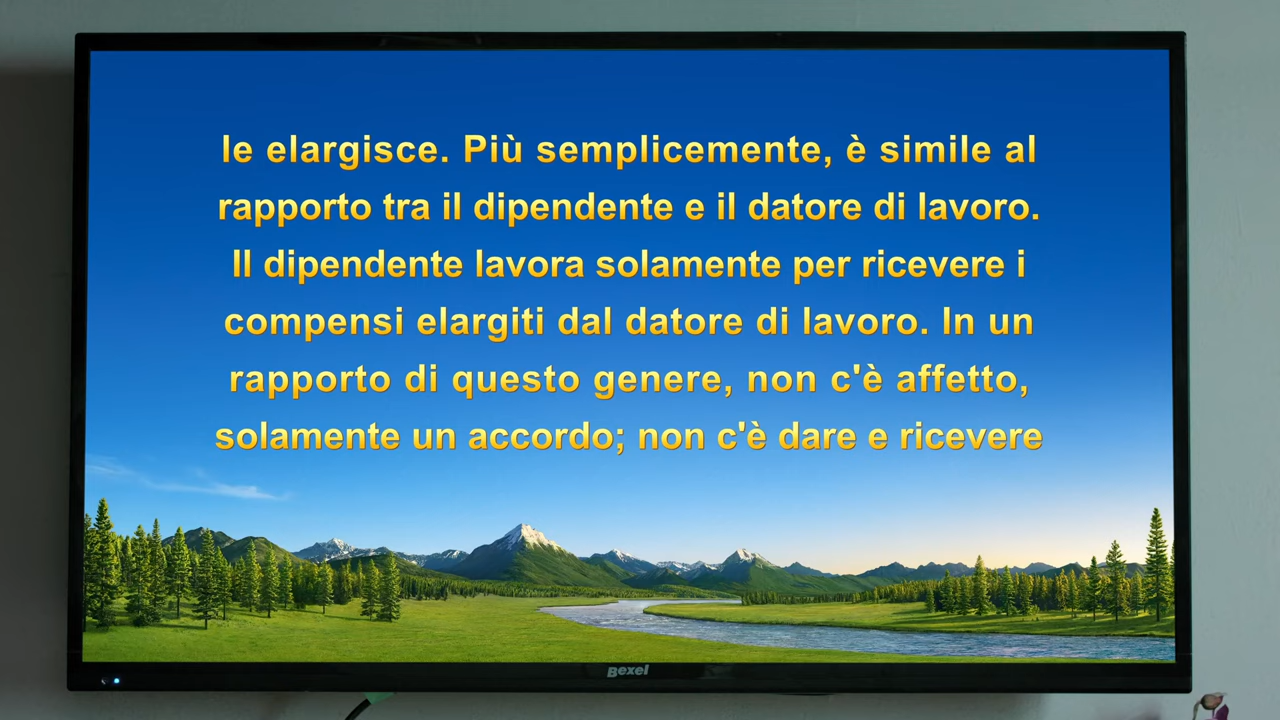 le elargisce. Più semplicemente, è simile al
rapporto tra il dipendente e il datore di lavoro.
Il dipendente lavora solamente per ricevere i
compensi elargiti dal datore di lavoro. In un
rapporto di questo genere, non c'è affetto,
solamente un accordo; non c'è dare e ricevere
Bexel